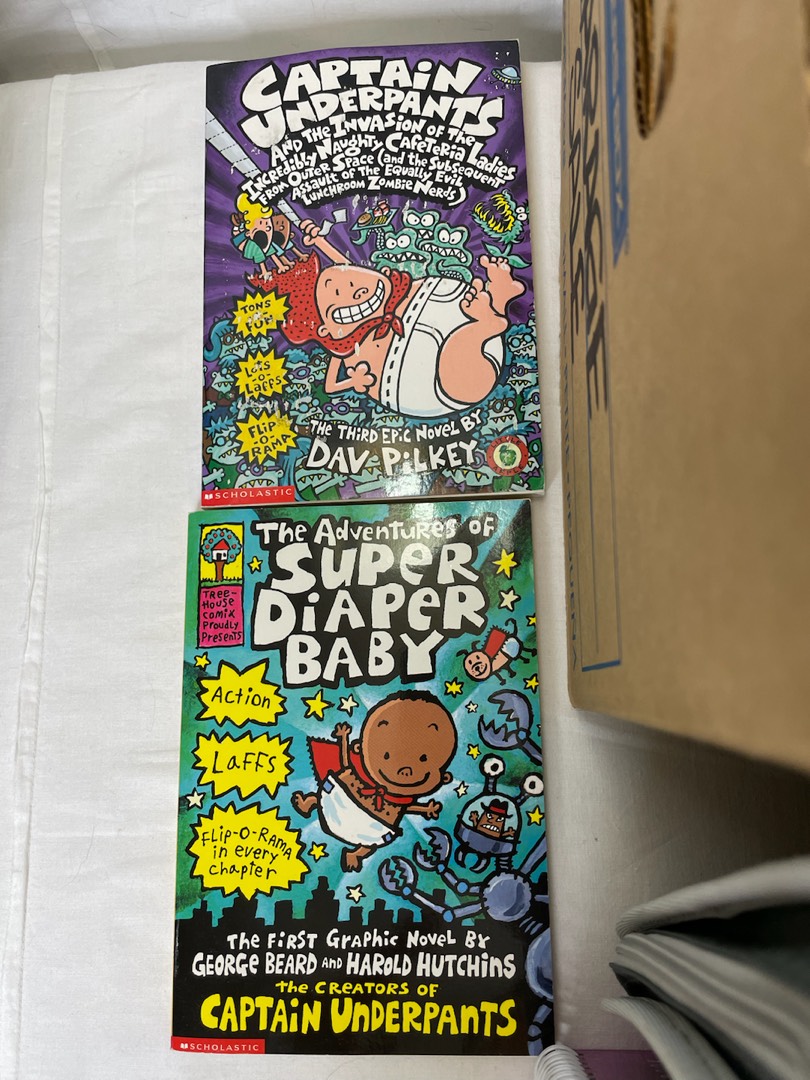 CAPTAIN
UNDERPANTS
AND THE INVASION OF THE
INCREDIBLY NAUGHTY CAFETERIA LADIES
FROM OUTER SPACE (and the Subsequent
Assault of The Equally Evil
Lunchroom Zombie Nerds)
TONS
FUN
Lots
-o-
Laffs
FLiP
-O-
RAMA
THE THIRD EPIC NOVEL BY
DAV PiLKEY
SCHOLASTIC
The Adventures of
SUPER
DiAPER
BABY
TREE-
HOUSE
COMIX
PROUDLY
PRESENTS
Action
LaFFs
FLip-O-Rama
in every
chapter
The First Graphic Novel by
GEORGE BEARD AND HAROLD HUTCHINS
the CREATORS OF
CAPTAIN UNDERPANTS
SCHOLASTIC